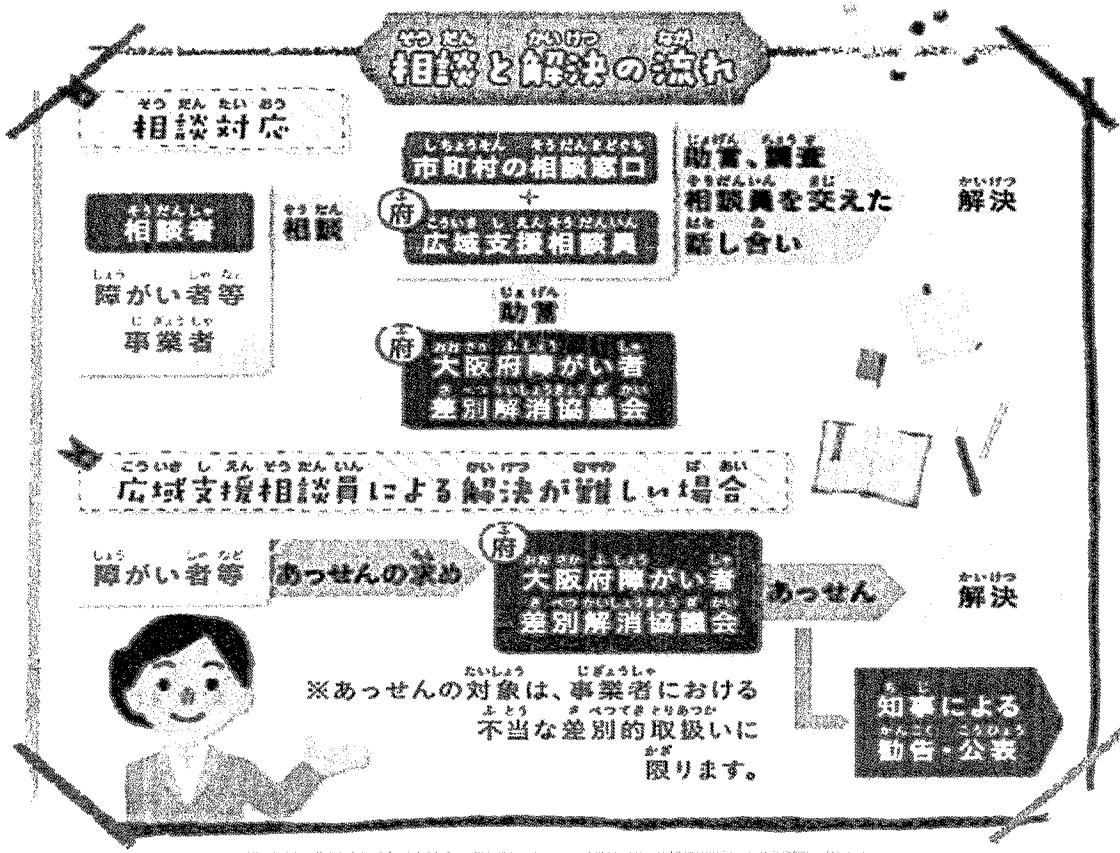 相談と解決の流れ
相談対応
相談者
障がい者等
事業者
相談
市町村の相談窓口
+
府
広域支援相談員
助言
府
大阪府障がい者
差別解消協議会
助言、調査
相談員を交えた
話し合い
解決
広域支援相談員による解決が難しい場合
障がい者等
あっせんの求め
府
大阪府障がい者
差別解消協議会
あっせん
解決
※あっせんの対象は、事業者における
不当な差別的取扱いに
限ります。
知事による
勧告・公表